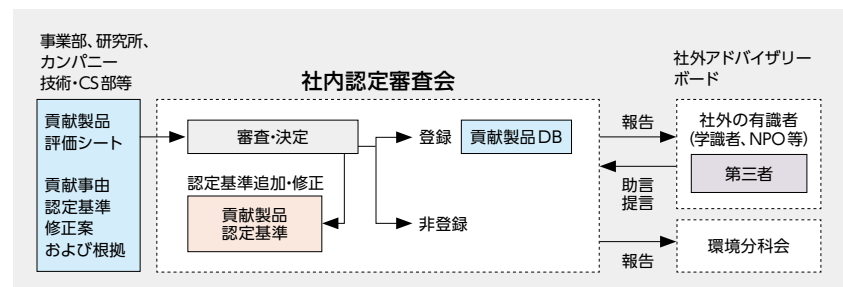 事業部、研究所、
カンパニー
技術・CS部等
貢献製品
評価シート
貢献事由
認定基準
修正案
および根拠
社内認定審査会
審査・決定
登録
貢献製品DB
認定基準追加・修正
貢献製品
認定基準
非登録
報告
助言
提言
報告
社外アドバイザリー
ボード
社外の有識者
(学識者、NPO等)
第三者
環境分科会